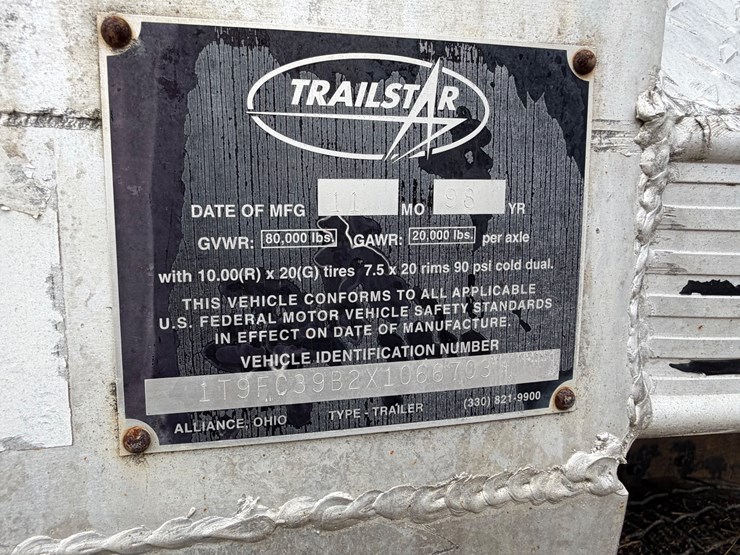 TRAILSTAR
DATE OF MFG 11 MO 98 YR
GVWR: 80,000 lbs. GAWR: 20,000 lbs. per axle
with 10.00(R) x 20(G) tires 7.5 x 20 rims 90 psi cold dual.
THIS VEHICLE CONFORMS TO ALL APPLICABLE
U.S. FEDERAL MOTOR VEHICLE SAFETY STANDARDS
IN EFFECT ON DATE OF MANUFACTURE.
VEHICLE IDENTIFICATION NUMBER
ALLIANCE, OHIO TYPE - TRAILER (330) 821-9900